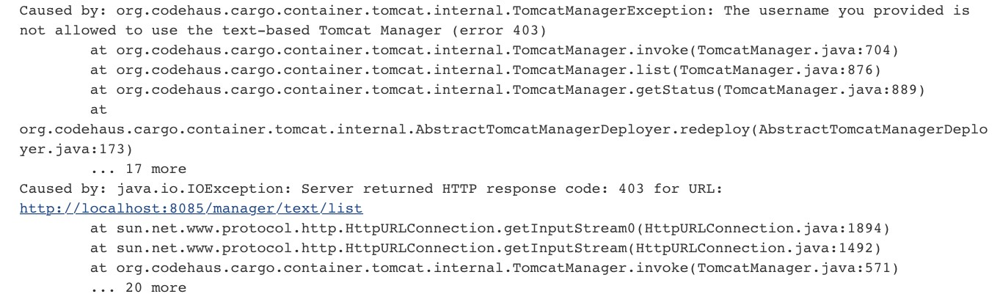 Caused by: org.codehaus.cargo.container.tomcat.internal.TomcatManagerException: The username you provided is
not allowed to use the text-based Tomcat Manager (error 403)
        at org.codehaus.cargo.container.tomcat.internal.TomcatManager.invoke(TomcatManager.java:704)
        at org.codehaus.cargo.container.tomcat.internal.TomcatManager.list(TomcatManager.java:876)
        at org.codehaus.cargo.container.tomcat.internal.TomcatManager.getStatus(TomcatManager.java:889)
        at
org.codehaus.cargo.container.tomcat.internal.AbstractTomcatManagerDeployer.redeploy(AbstractTomcatManagerDeplo
yer.java:173)
        ... 17 more
Caused by: java.io.IOException: Server returned HTTP response code: 403 for URL:
http://localhost:8085/manager/text/list
        at sun.net.www.protocol.http.HttpURLConnection.getInputStream0(HttpURLConnection.java:1894)
        at sun.net.www.protocol.http.HttpURLConnection.getInputStream(HttpURLConnection.java:1492)
        at org.codehaus.cargo.container.tomcat.internal.TomcatManager.invoke(TomcatManager.java:571)
        ... 20 more